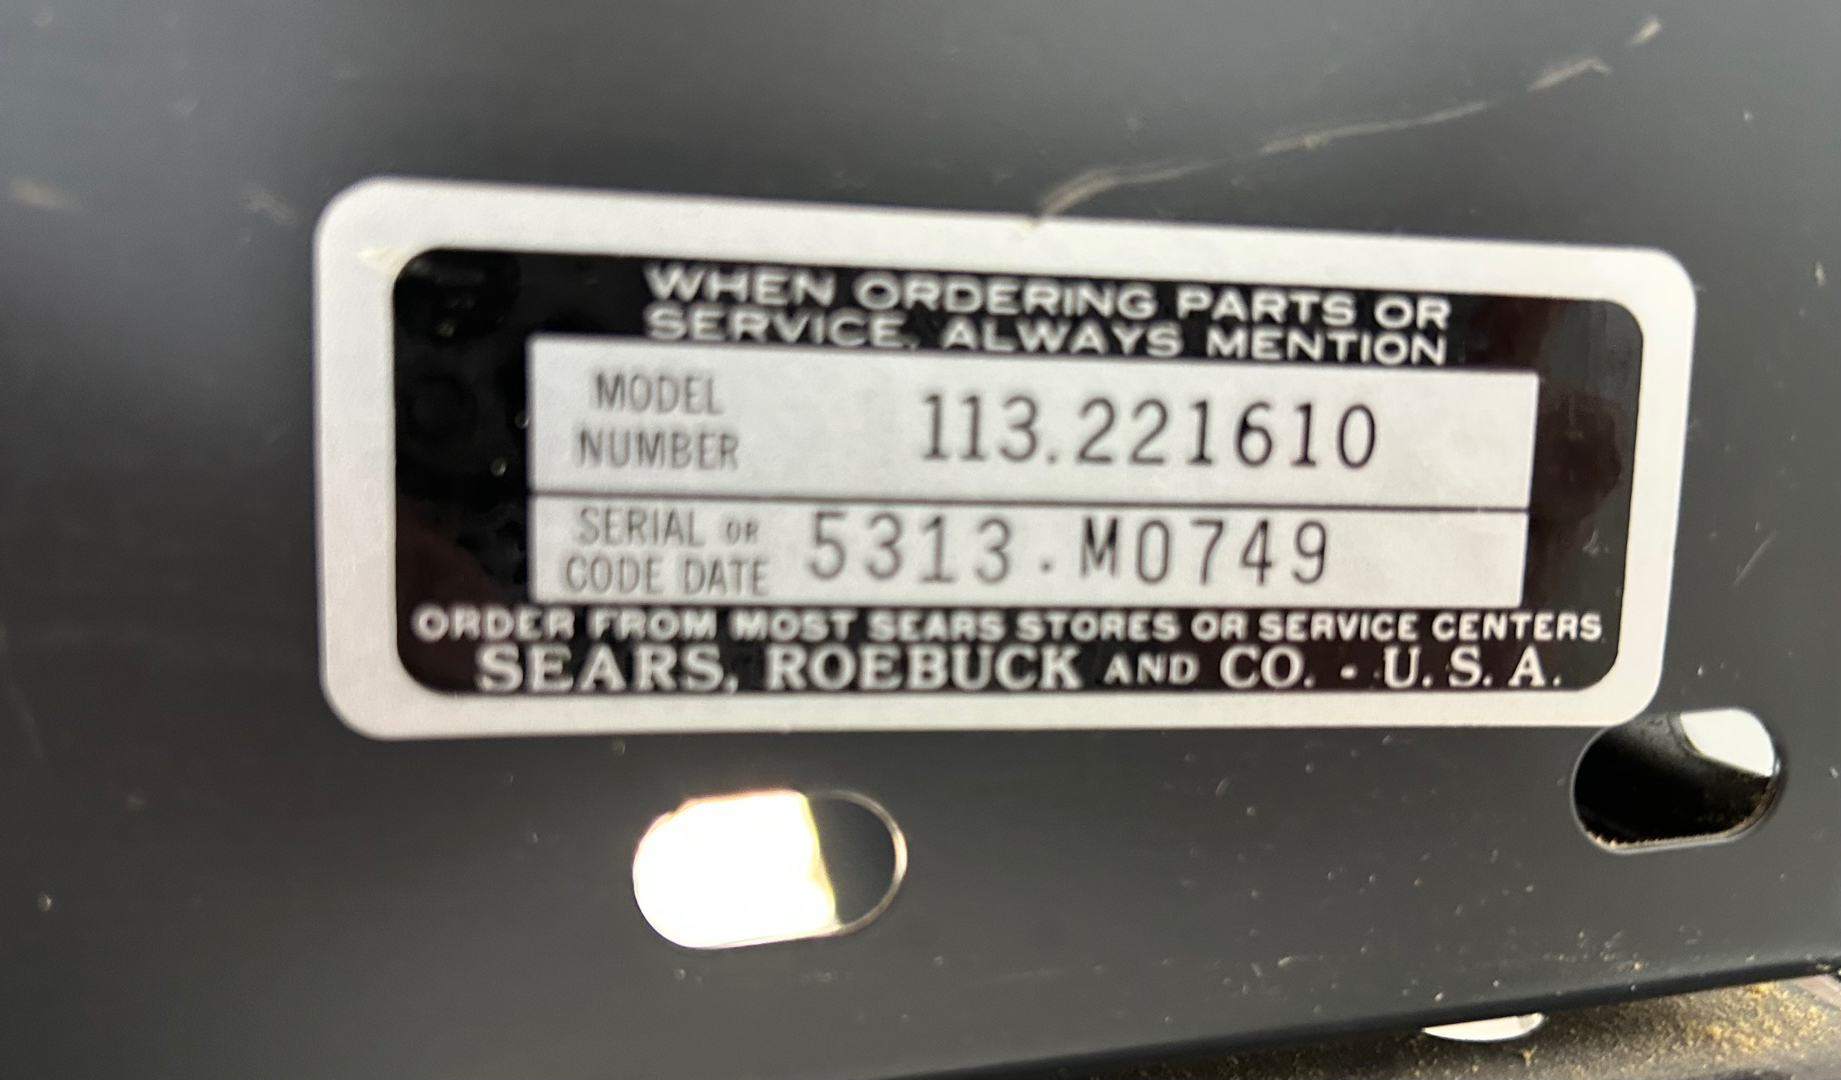 WHEN ORDERING PARTS OR
SERVICE, ALWAYS MENTION
MODEL
NUMBER 113.221610
SERIAL OR
CODE DATE 5313.M0749
ORDER FROM MOST SEARS STORES OR SERVICE CENTERS
SEARS, ROEBUCK AND CO. - U.S.A.